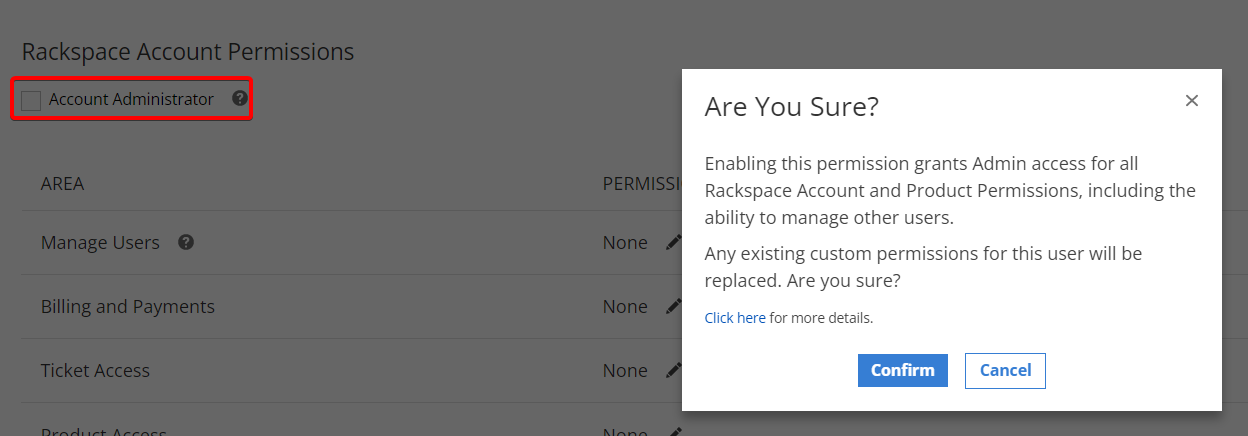 Rackspace Account Permissions
Account Administrator ?
AREA PERMISSI
Manage Users ? None
Billing and Payments None
Ticket Access None
Product Access None
Are You Sure?
Enabling this permission grants Admin access for all
Rackspace Account and Product Permissions, including the
ability to manage other users.
Any existing custom permissions for this user will be
replaced. Are you sure?
Click here for more details.
Confirm Cancel